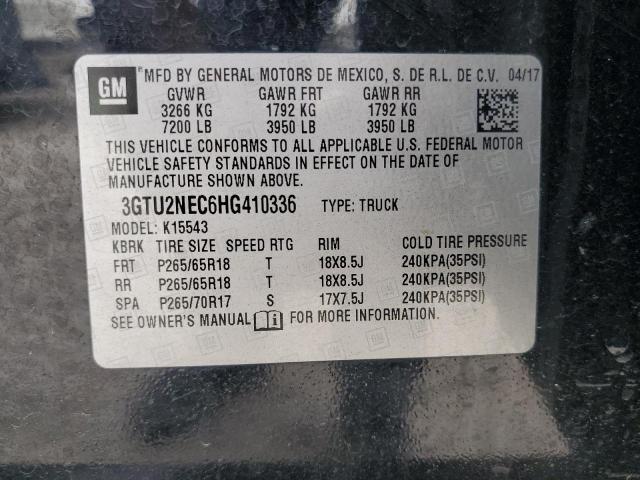 GM MFD BY GENERAL MOTORS DE MEXICO, S. DE R.L. DE C.V. 04/17
GVWR GAWR FRT GAWR RR
3266 KG 1792 KG 1792 KG
7200 LB 3950 LB 3950 LB
THIS VEHICLE CONFORMS TO ALL APPLICABLE U.S. FEDERAL MOTOR
VEHICLE SAFETY STANDARDS IN EFFECT ON THE DATE OF
MANUFACTURE SHOWN ABOVE.
3GTU2NEC6HG410336 TYPE: TRUCK
MODEL: K15543
KBRK TIRE SIZE SPEED RTG RIM COLD TIRE PRESSURE
FRT P265/65R18 T 18X8.5J 240KPA(35PSI)
RR P265/65R18 T 18X8.5J 240KPA(35PSI)
SPA P265/70R17 S 17X7.5J 240KPA(35PSI)
SEE OWNER'S MANUAL FOR MORE INFORMATION.